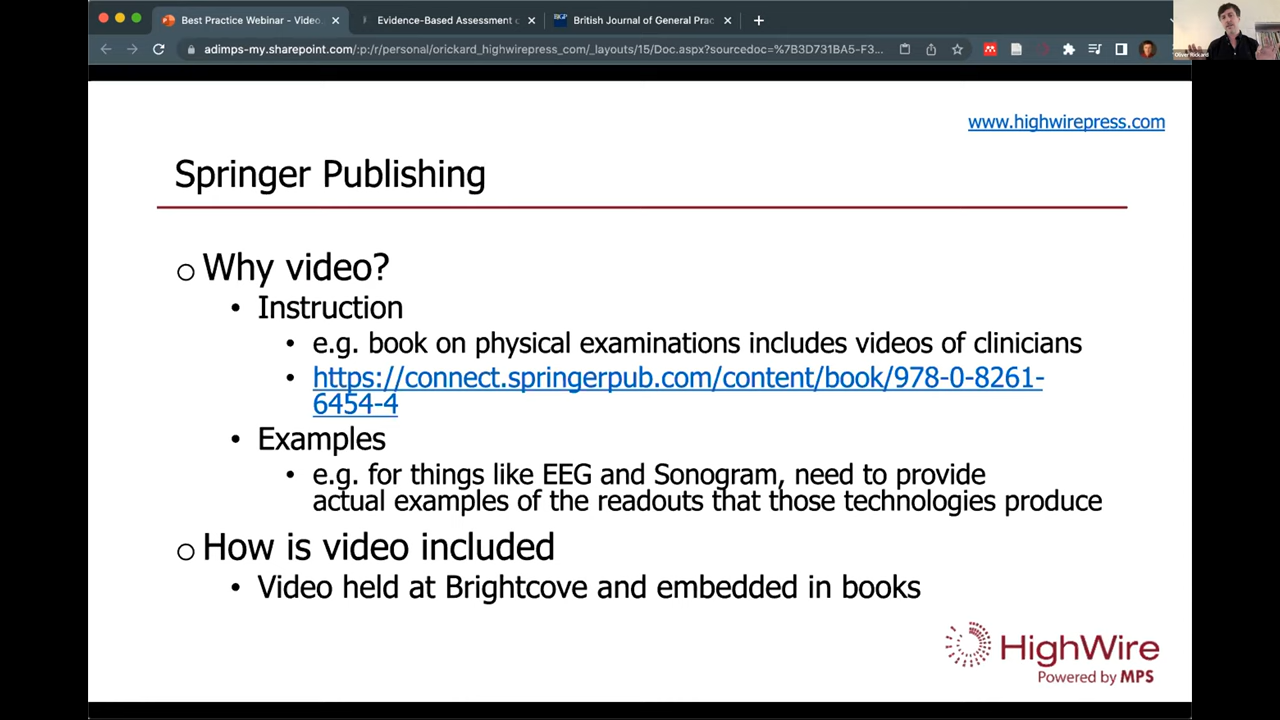 Best Practice Webinar - Video
Evidence-Based Assessment
British Journal of General Prac
adimps-my.sharepoint.com/:p:/r/personal/orickard_highwirepress_com/_layouts/15/Doc.aspx?sourcedoc=%7B3D731BA5-F3...
Oliver Rickard
www.highwirepress.com
Springer Publishing
Why video?
• Instruction
• e.g. book on physical examinations includes videos of clinicians
• https://connect.springerpub.com/content/book/978-0-8261-
6454-4
• Examples
• e.g. for things like EEG and Sonogram, need to provide
actual examples of the readouts that those technologies produce
How is video included
• Video held at Brightcove and embedded in books
HighWire
Powered by MPS